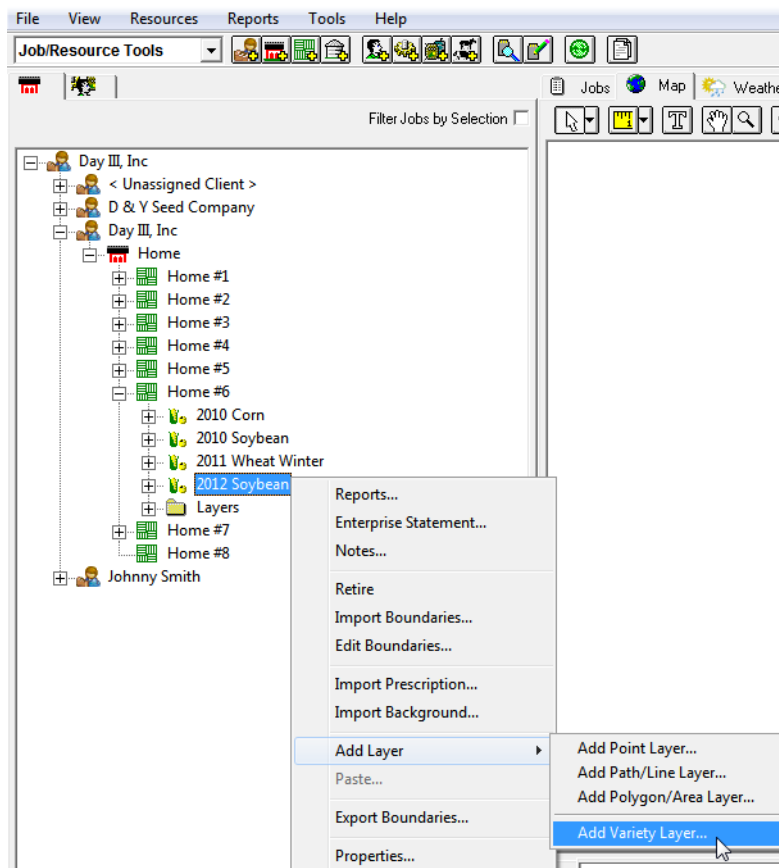 File View Resources Reports Tools Help
Job/Resource Tools
Jobs Map
Filter Jobs by Selection
Day III, Inc
< Unassigned Client >
D & Y Seed Company
Day III, Inc
Home
Home #1
Home #2
Home #3
Home #4
Home #5
Home #6
2010 Corn
2010 Soybean
2011 Wheat Winter
2012 Soybean
Layers
Home #7
Home #8
Johnny Smith
Reports...
Enterprise Statement...
Notes...
Retire
Import Boundaries...
Edit Boundaries...
Import Prescription...
Import Background...
Add Layer
Paste...
Export Boundaries...
Properties...
Add Point Layer...
Add Path/Line Layer...
Add Polygon/Area Layer...
Add Variety Layer...